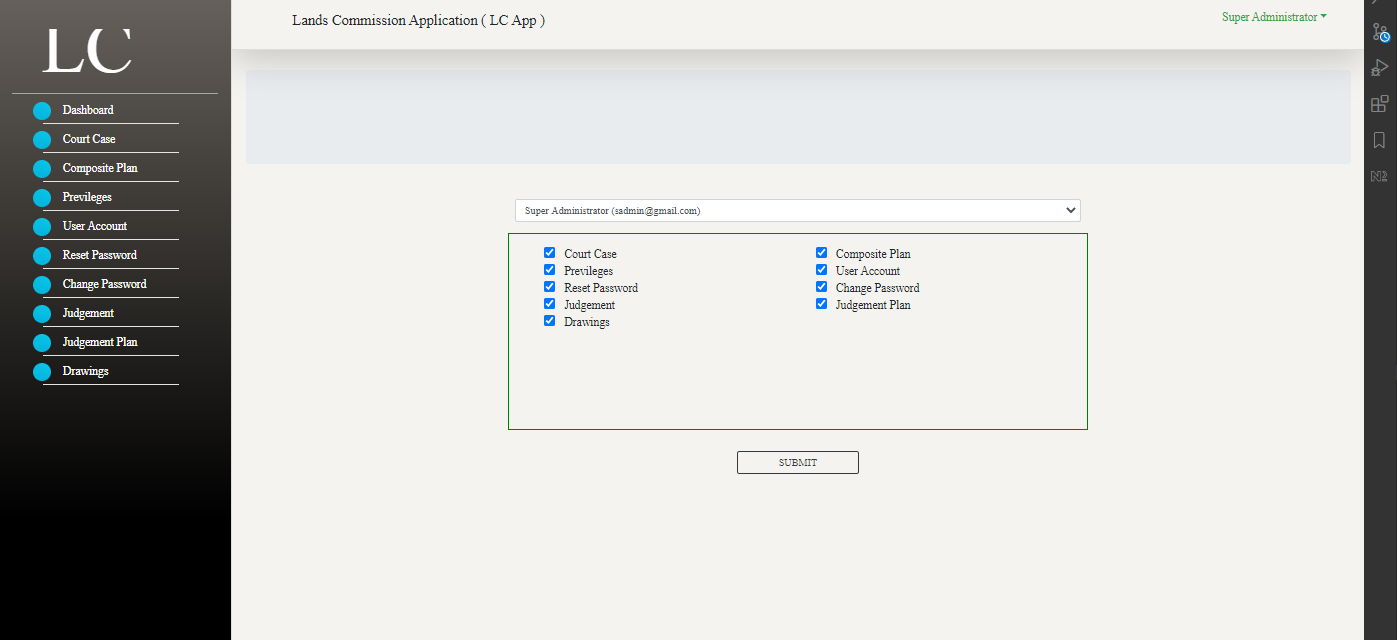 LC
Lands Commission Application ( LC App )
Super Administrator
Dashboard
Court Case
Composite Plan
Previleges
User Account
Reset Password
Change Password
Judgement
Judgement Plan
Drawings
Super Administrator (sadmin@gmail.com)
Court Case
Composite Plan
Previleges
User Account
Reset Password
Change Password
Judgement
Judgement Plan
Drawings
SUBMIT